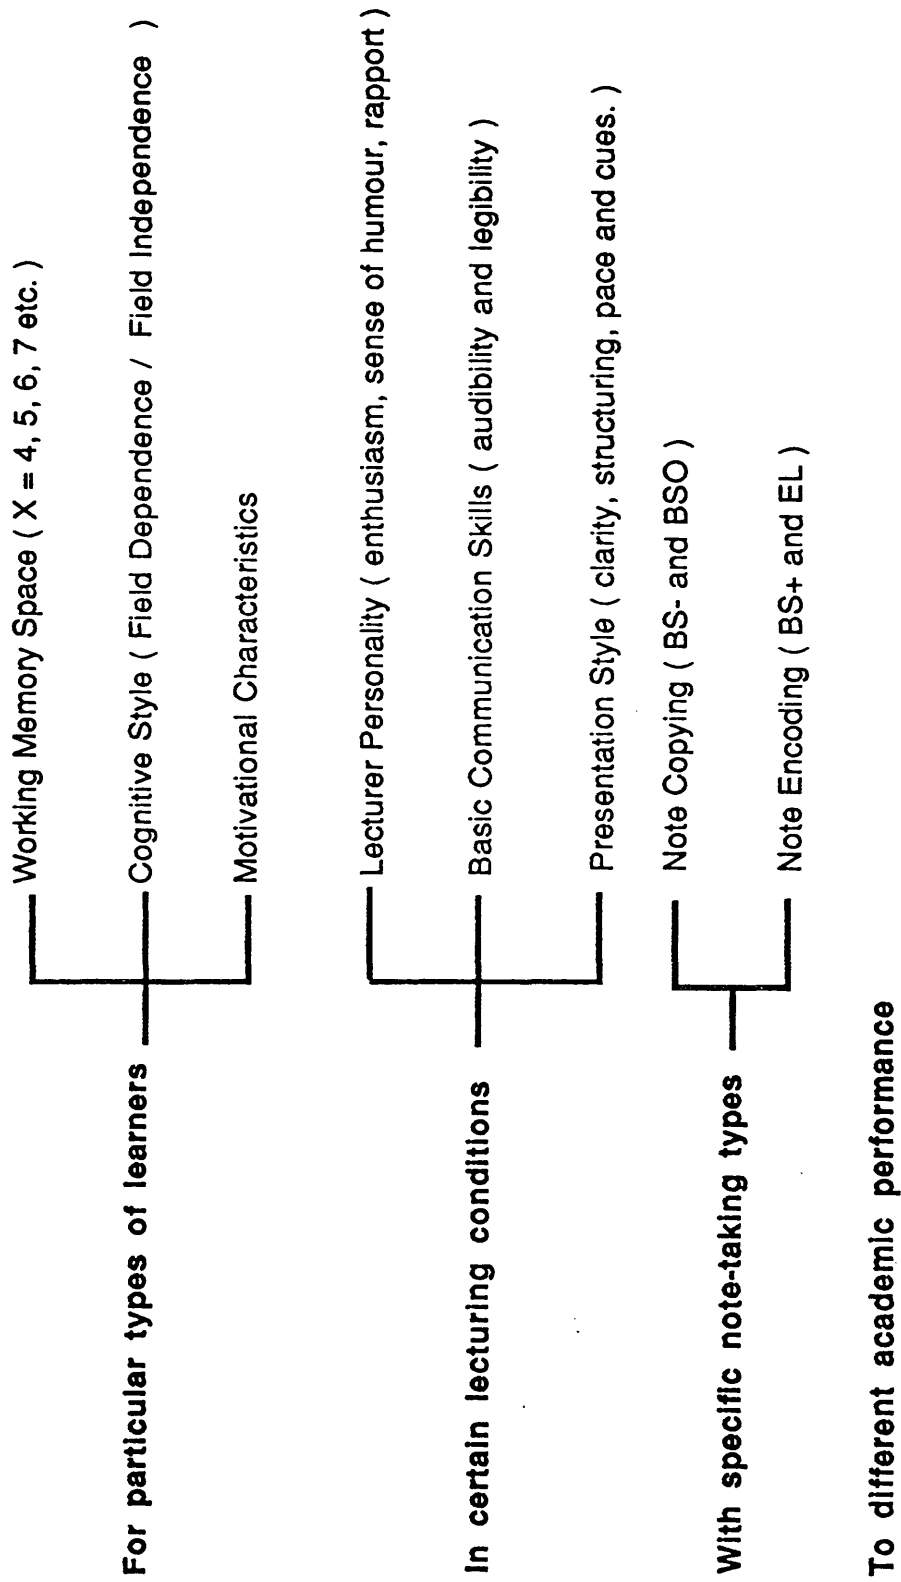 Working Memory Space ( X = 4, 5, 6, 7 etc. )
For particular types of learners
Cognitive Style ( Field Dependence / Field Independence )
Motivational Characteristics
Lecturer Personality ( enthusiasm, sense of humour, rapport )
In certain lecturing conditions
Basic Communication Skills ( audibility and legibility )
Presentation Style ( clarity, structuring, pace and cues. )
Note Copying ( BS- and BSO )
With specific note-taking types
Note Encoding ( BS+ and EL )
To different academic performance